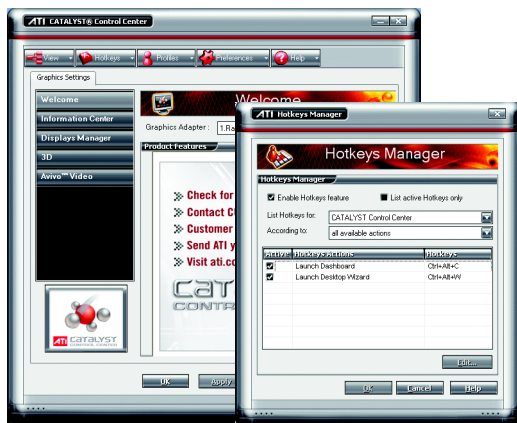 ATI CATALYST® Control Center
View Hotkeys Profiles Preferences Help
Graphics Settings
Welcome
Information Center
Displays Manager
3D
Avivo™ Video
Welcome
Graphics Adapter :
Product Features
Check for
Contact
Customer
Send ATI
Visit
CATALYST
CONTROL CENTER
OK Apply
ATI Hotkeys Manager
Hotkeys Manager
Hotkeys Manager
Enable Hotkeys feature List active Hotkeys only
List Hotkeys for: CATALYST Control Center
According to: all available actions
Active Hotkeys Actions Hotkeys
Launch Dashboard Ctrl+Alt+C
Launch Desktop Wizard Ctrl+Alt+W
Edit...
OK Cancel Help